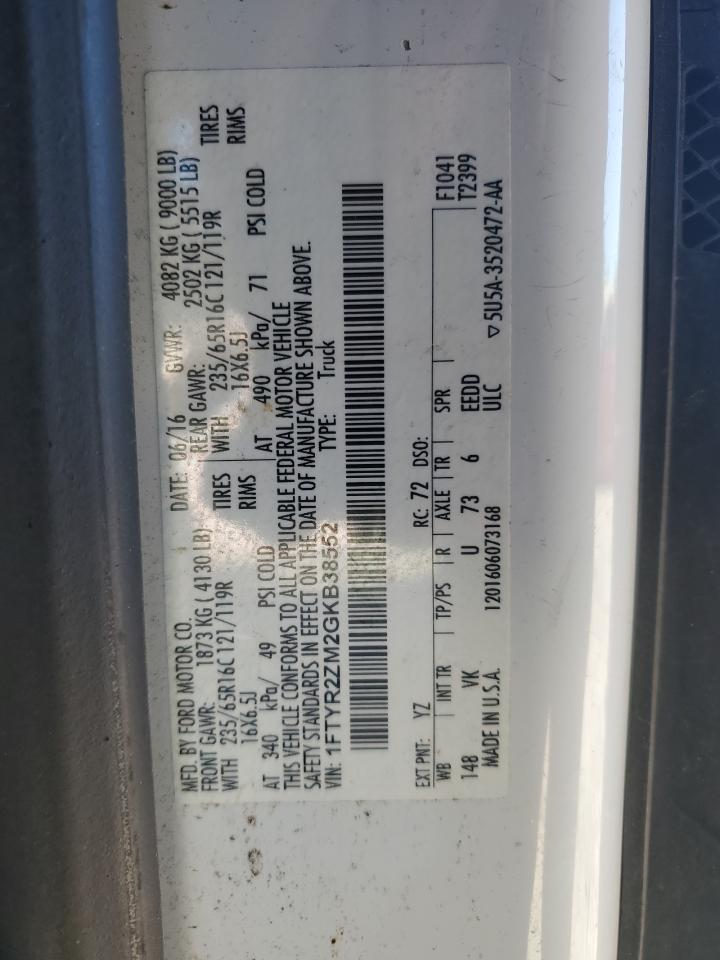 MFD. BY FORD MOTOR CO.
DATE: 06/16 GVWR: 4082 KG ( 9000 LB)
FRONT GAWR: 1873 KG ( 4130 LB)
REAR GAWR: 2502 KG ( 5515 LB)
WITH 235/65R16C 121/119R TIRES
WITH 235/65R16C 121/119R TIRES
16X6.5J RIMS
16X6.5J RIMS
AT 340 kPa/ 49 PSI COLD
AT 490 kPa/ 71 PSI COLD
THIS VEHICLE CONFORMS TO ALL APPLICABLE FEDERAL MOTOR VEHICLE
SAFETY STANDARDS IN EFFECT ON THE DATE OF MANUFACTURE SHOWN ABOVE.
VIN: 1FTYR2ZM2GKB38552 TYPE: Truck
EXT PNT: YZ RC: 72 DSO:
WB INT TR TP/PS R AXLE TR SPR F1041
148 VK U 73 6 EEDD T2399
ULC
MADE IN U.S.A. 1201606073168 ▽5U5A-3520472-AA